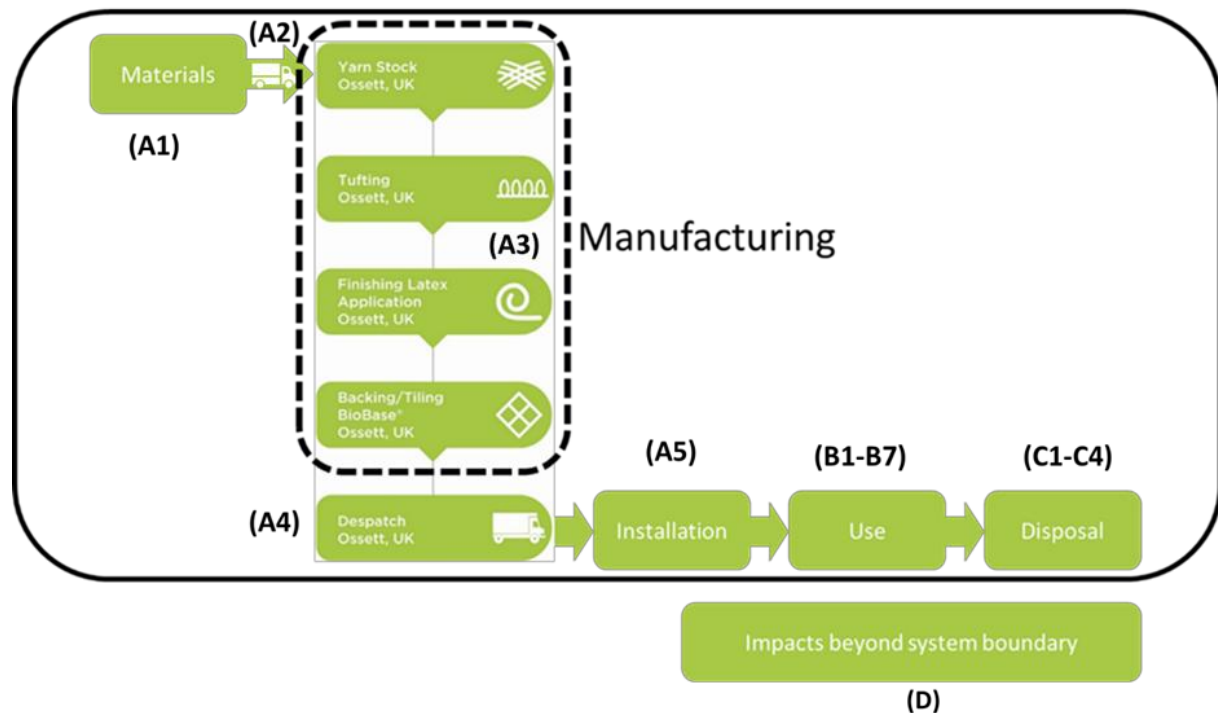 (A2)
Materials
(A1)
Yarn Stock
Ossett, UK
Tufting
Ossett, UK
(A3)
Manufacturing
Finishing Latex
Application
Ossett, UK
Backing/Tiling
BioBase®
Ossett, UK
(A4)
Despatch
Ossett, UK
(A5)
Installation
(B1-B7)
Use
(C1-C4)
Disposal
Impacts beyond system boundary
(D)